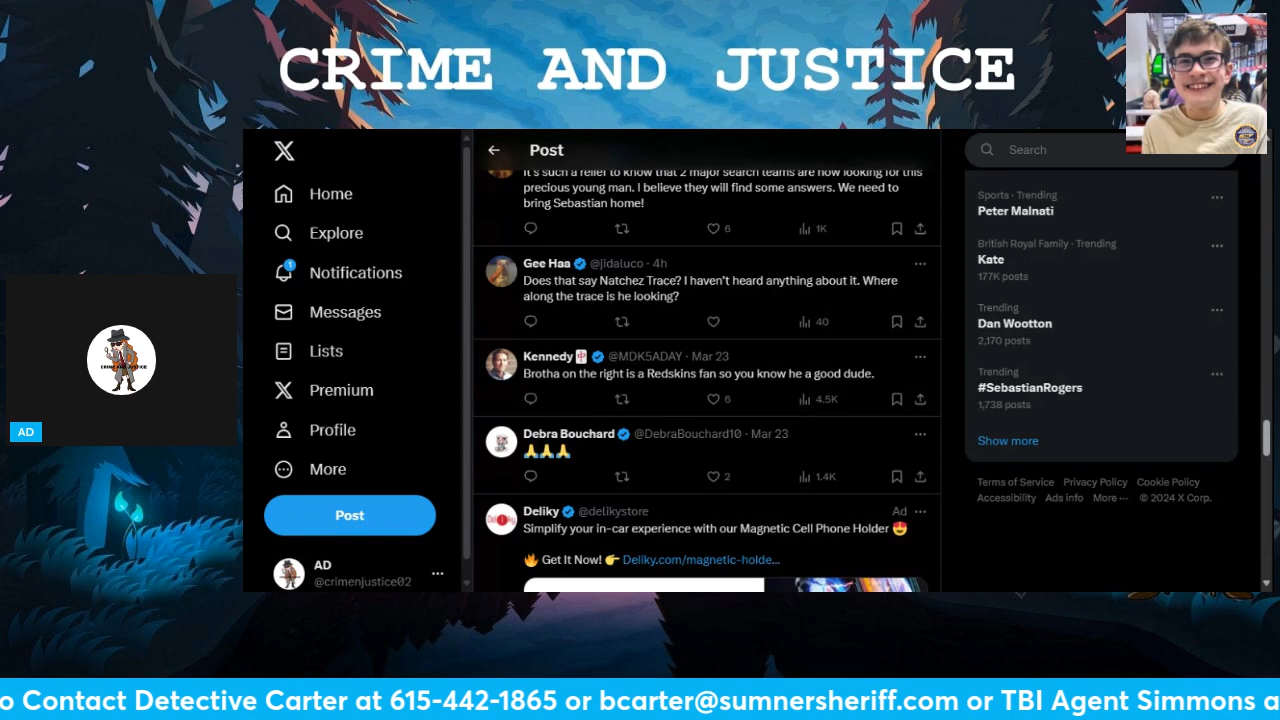 CRIME AND JUSTICE
Post
Search
Home
Explore
1
Notifications
Messages
Lists
Premium
Profile
More
Post
AD
@crimenjustice02
It's such a relief to know that 2 major search teams are now looking for this
precious young man. I believe they will find some answers. We need to
bring Sebastian home!
6
1K
Gee Haa @jidaluco · 4h
Does that say Natchez Trace? I haven't heard anything about it. Where
along the trace is he looking?
40
Kennedy🀄 @MDK5ADAY · Mar 23
Brotha on the right is a Redskins fan so you know he a good dude.
6
4.5K
Debra Bouchard @DebraBouchard10 · Mar 23
🙏🙏🙏
2
1.4K
Deliky @delikystore
Ad
Simplify your in-car experience with our Magnetic Cell Phone Holder 😍
🔥 Get It Now! 👉 Deliky.com/magnetic-holde...
Sports · Trending
Peter Malnati
British Royal Family · Trending
Kate
177K posts
Trending
Dan Wootton
2,170 posts
Trending
#SebastianRogers
1,738 posts
Show more
Terms of Service Privacy Policy Cookie Policy
Accessibility Ads info More ··· © 2024 X Corp.
CRIME AND JUSTICE
AD
o Contact Detective Carter at 615-442-1865 or bcarter@sumnersheriff.com or TBI Agent Simmons a